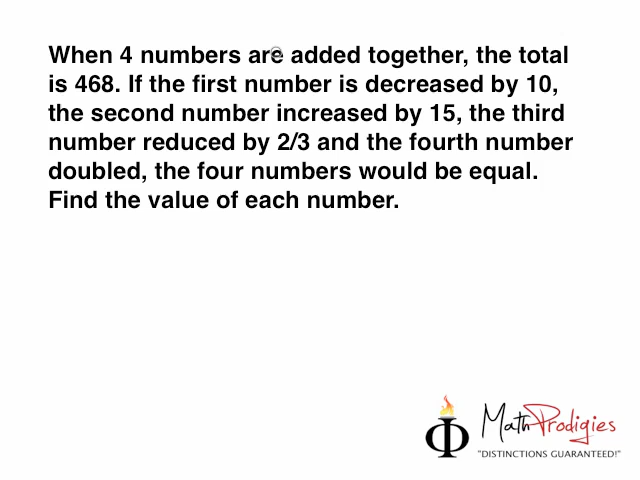 When 4 numbers are added together, the total
is 468. If the first number is decreased by 10,
the second number increased by 15, the third
number reduced by 2/3 and the fourth number
doubled, the four numbers would be equal.
Find the value of each number.
Φ
Math Prodigies
"DISTINCTIONS GUARANTEED!"